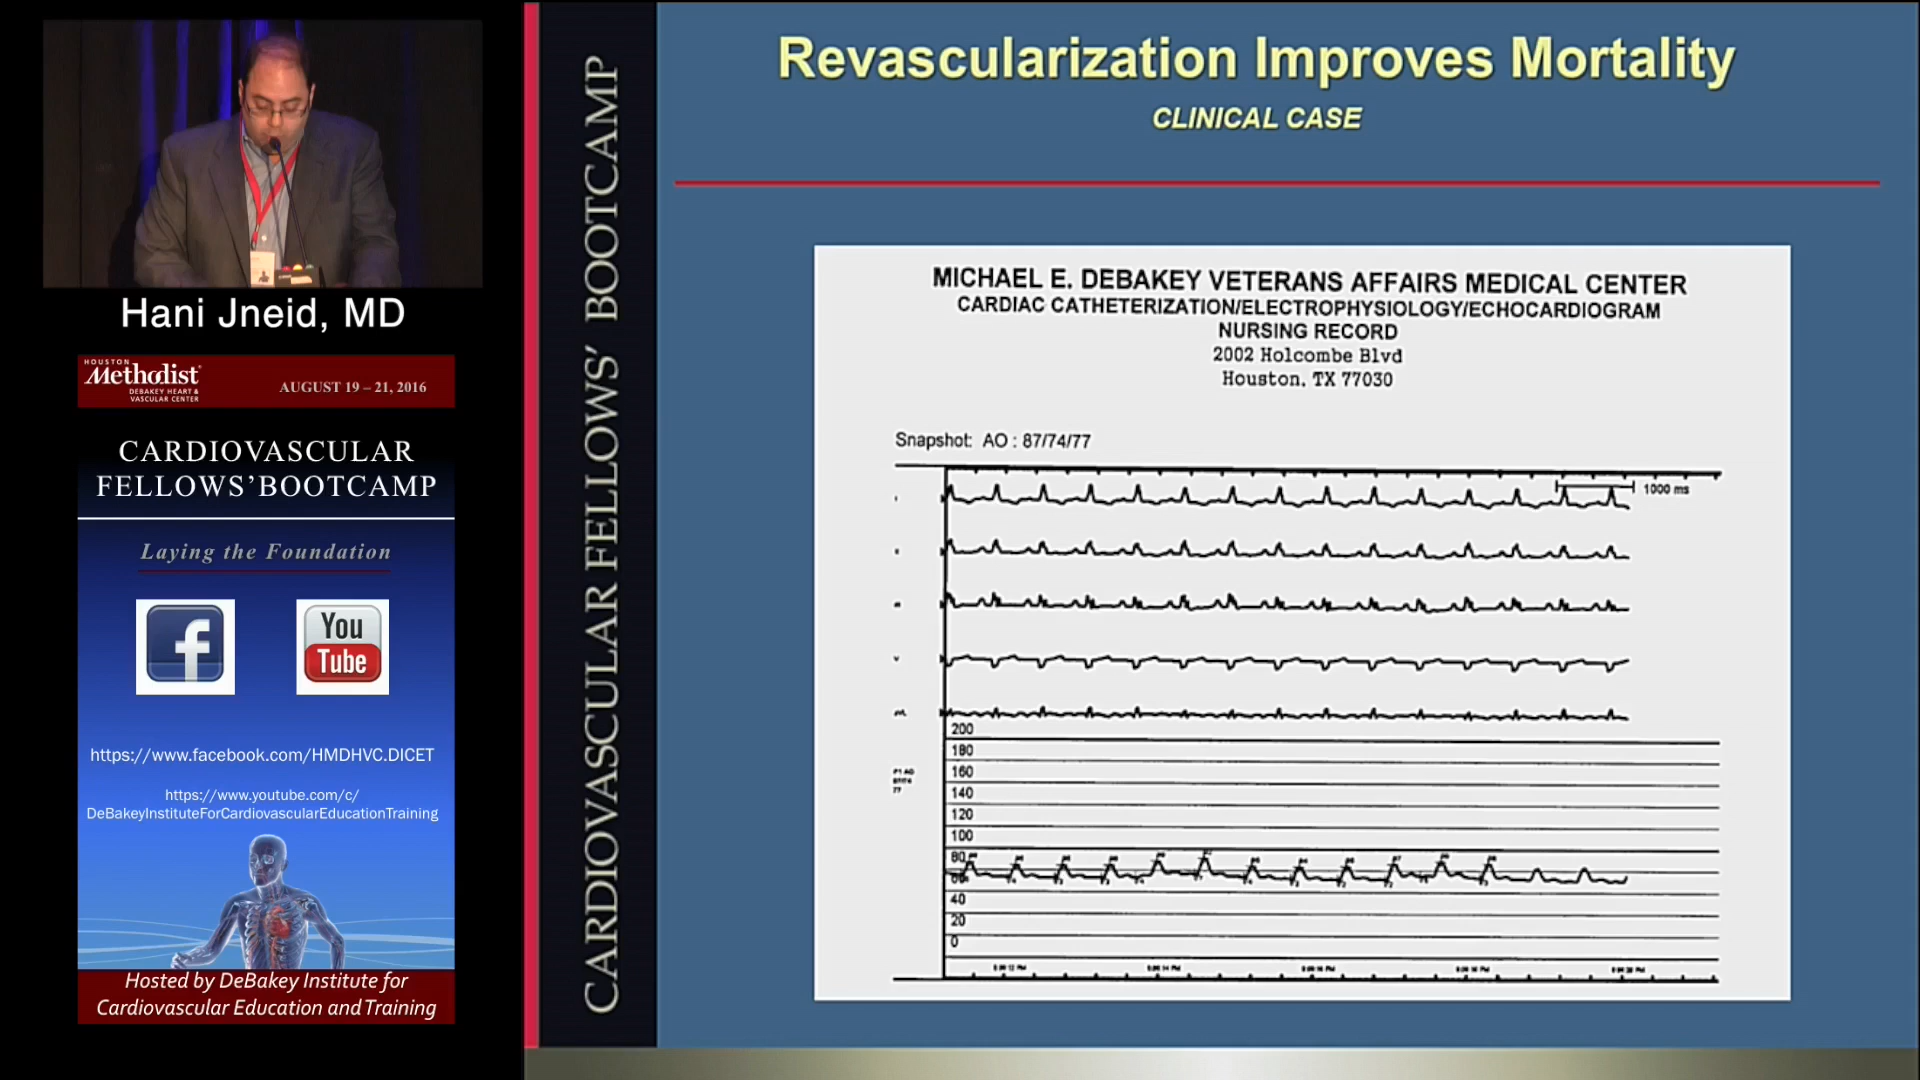 Hani Jneid, MD
HOUSTON
Methodist
DEBAKEY HEART &
VASCULAR CENTER
AUGUST 19 – 21, 2016
CARDIOVASCULAR
FELLOWS' BOOTCAMP
Laying the Foundation
f
You
Tube
https://www.facebook.com/HMDHVC.DICET
https://www.youtube.com/c/
DeBakeyInstituteForCardiovascularEducationTraining
Hosted by DeBakey Institute for
Cardiovascular Education and Training
CARDIOVASCULAR FELLOWS' BOOTCAMP
Revascularization Improves Mortality
CLINICAL CASE
MICHAEL E. DEBAKEY VETERANS AFFAIRS MEDICAL CENTER
CARDIAC CATHETERIZATION/ELECTROPHYSIOLOGY/ECHOCARDIOGRAM
NURSING RECORD
2002 Holcombe Blvd
Houston, TX 77030
Snapshot: AO : 87/74/77
1000 ms
200
180
160
140
120
100
80
40
20
0